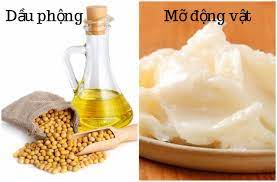 Dầu phộng
Mỡ động vật